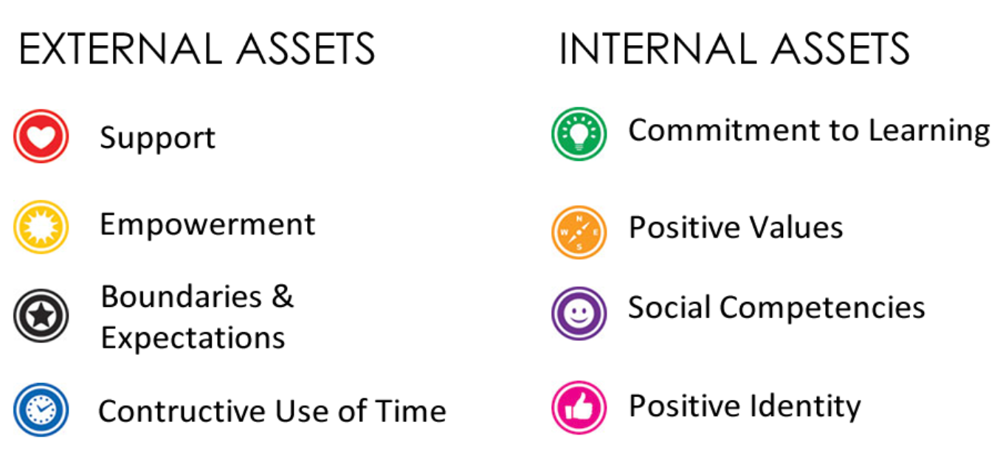 EXTERNAL ASSETS
Support
Empowerment
Boundaries &
Expectations
Contructive Use of Time
INTERNAL ASSETS
Commitment to Learning
N
W E
S
Positive Values
Social Competencies
Positive Identity